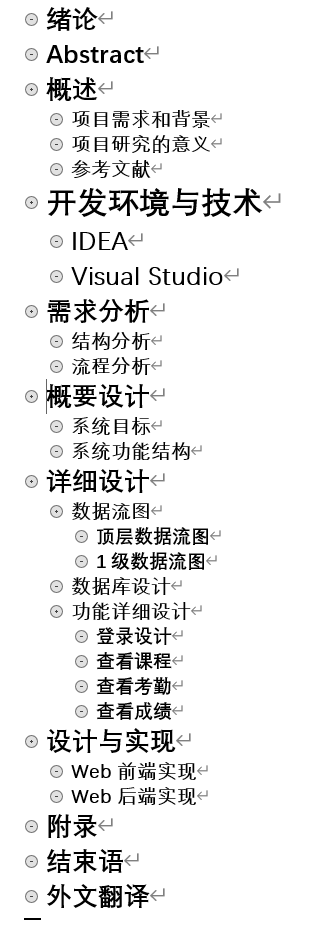 绪论
Abstract
概述
项目需求和背景
项目研究的意义
参考文献
开发环境与技术
IDEA
Visual Studio
需求分析
结构分析
流程分析
概要设计
系统目标
系统功能结构
详细设计
数据流图
顶层数据流图
1 级数据流图
数据库设计
功能详细设计
登录设计
查看课程
查看考勤
查看成绩
设计与实现
Web 前端实现
Web 后端实现
附录
结束语
外文翻译